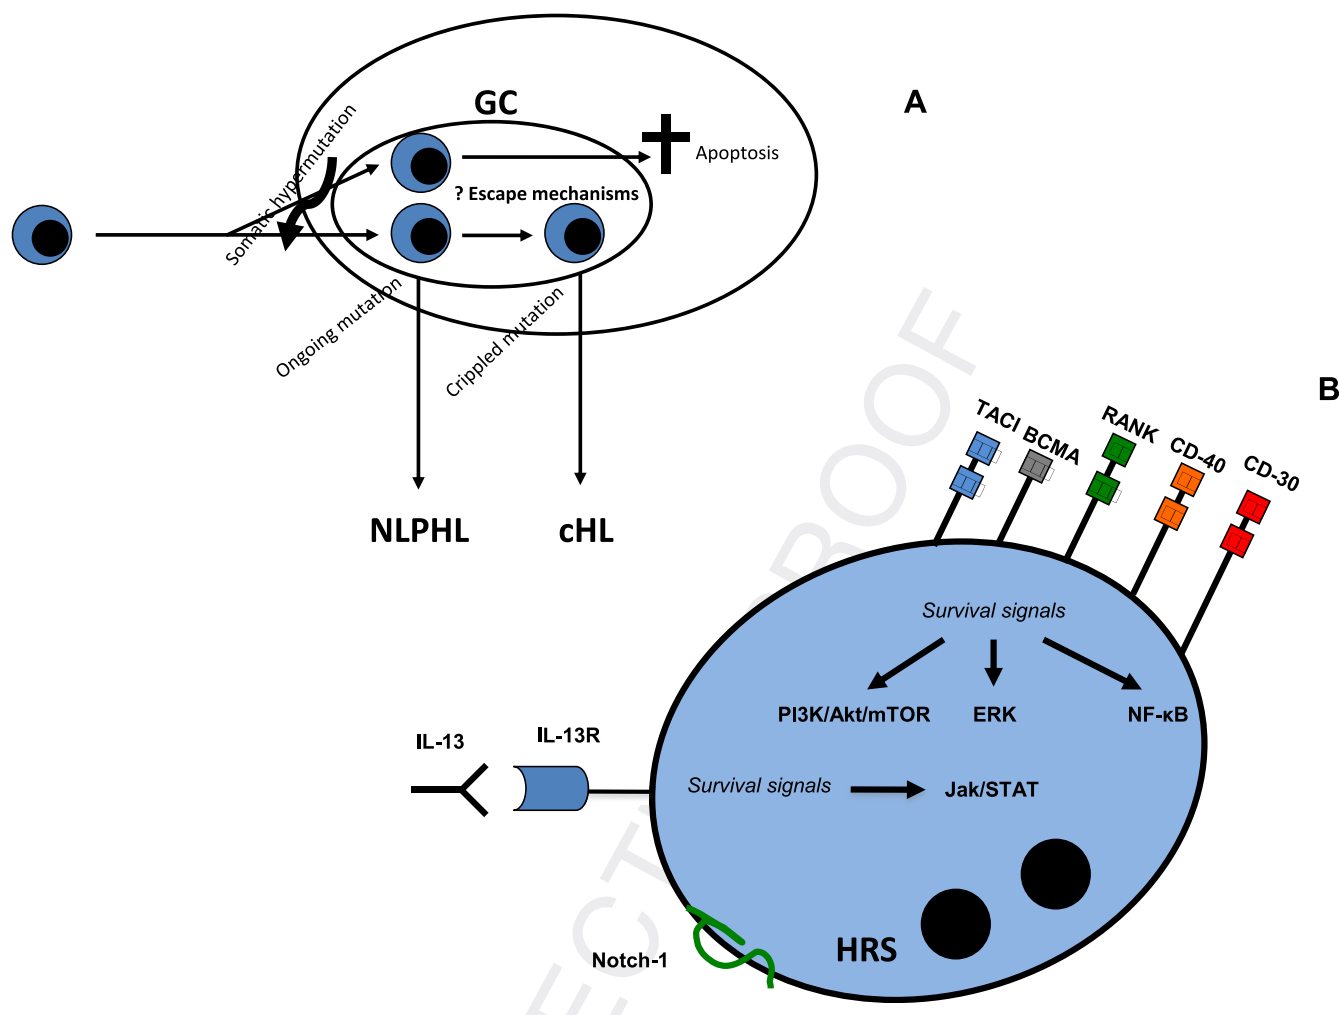 A
GC
Somatic hypermutation
Apoptosis
? Escape mechanisms
Ongoing mutation
Crippled mutation
NLPHL
cHL
B
TACI
BCMA
RANK
CD-40
CD-30
Survival signals
PI3K/Akt/mTOR
ERK
NF-κB
IL-13
IL-13R
Survival signals
Jak/STAT
HRS
Notch-1
PROOF